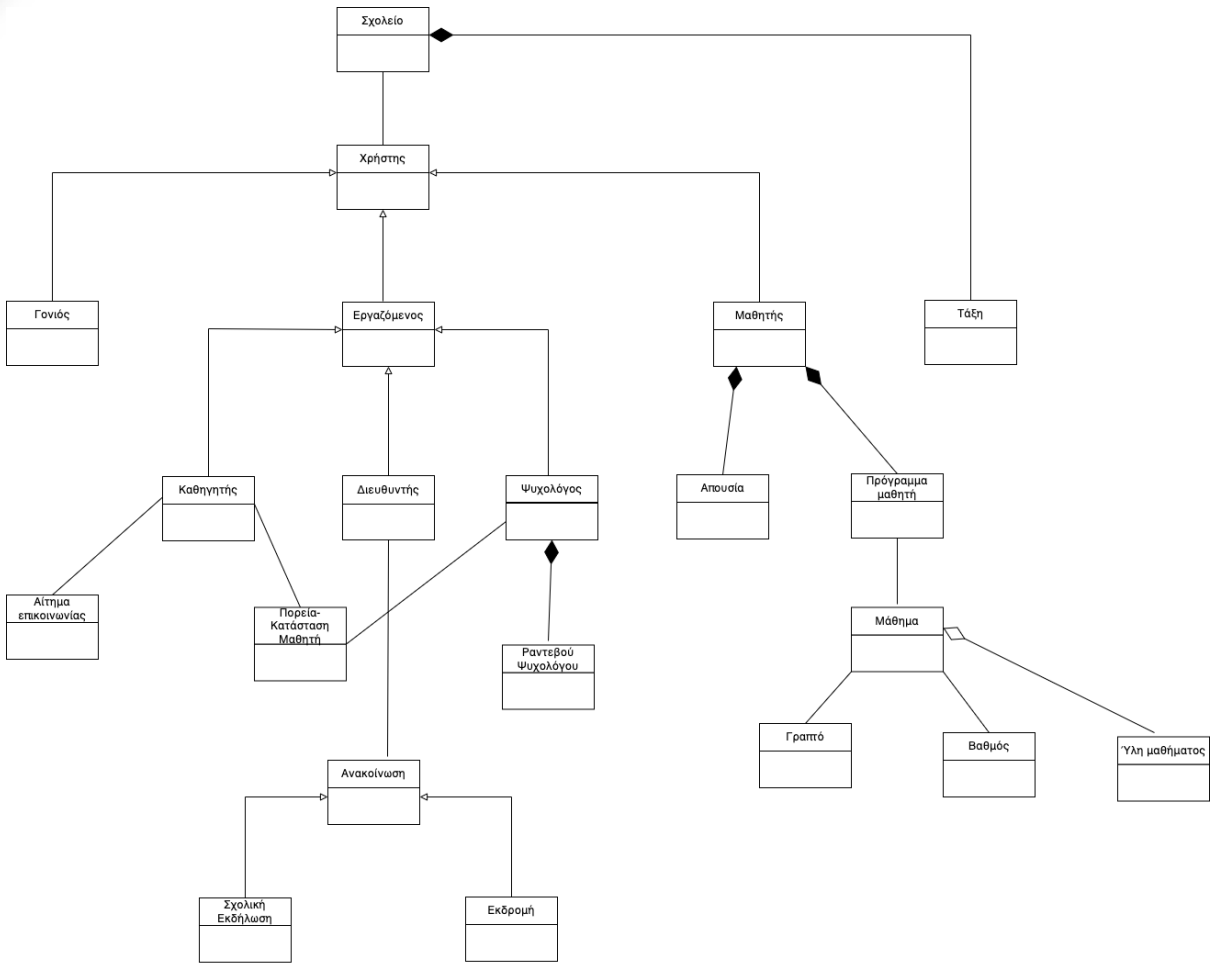 Σχολείο
Χρήστης
Γονιός
Εργαζόμενος
Μαθητής
Τάξη
Καθηγητής
Διευθυντής
Ψυχολόγος
Απουσία
Πρόγραμμα
μαθητή
Αίτημα
επικοινωνίας
Πορεία-
Κατάσταση
Μαθητή
Μάθημα
Ραντεβού
Ψυχολόγου
Γραπτό
Βαθμός
Ύλη μαθήματος
Ανακοίνωση
Σχολική
Εκδήλωση
Εκδρομή